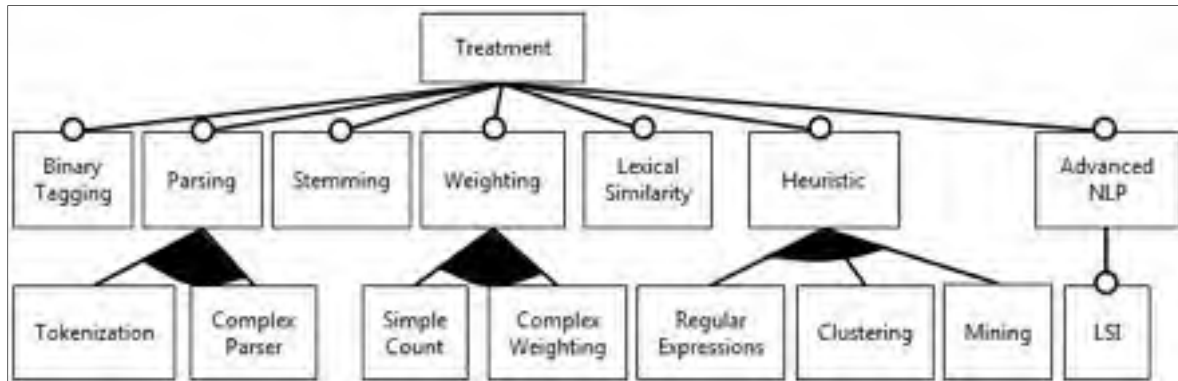 Treatment
Binary
Tagging
Parsing
Stemming
Weighting
Lexical
Similarity
Heuristic
Advanced
NLP
Tokenization
Complex
Parser
Simple
Count
Complex
Weighting
Regular
Expressions
Clustering
Mining
LSI